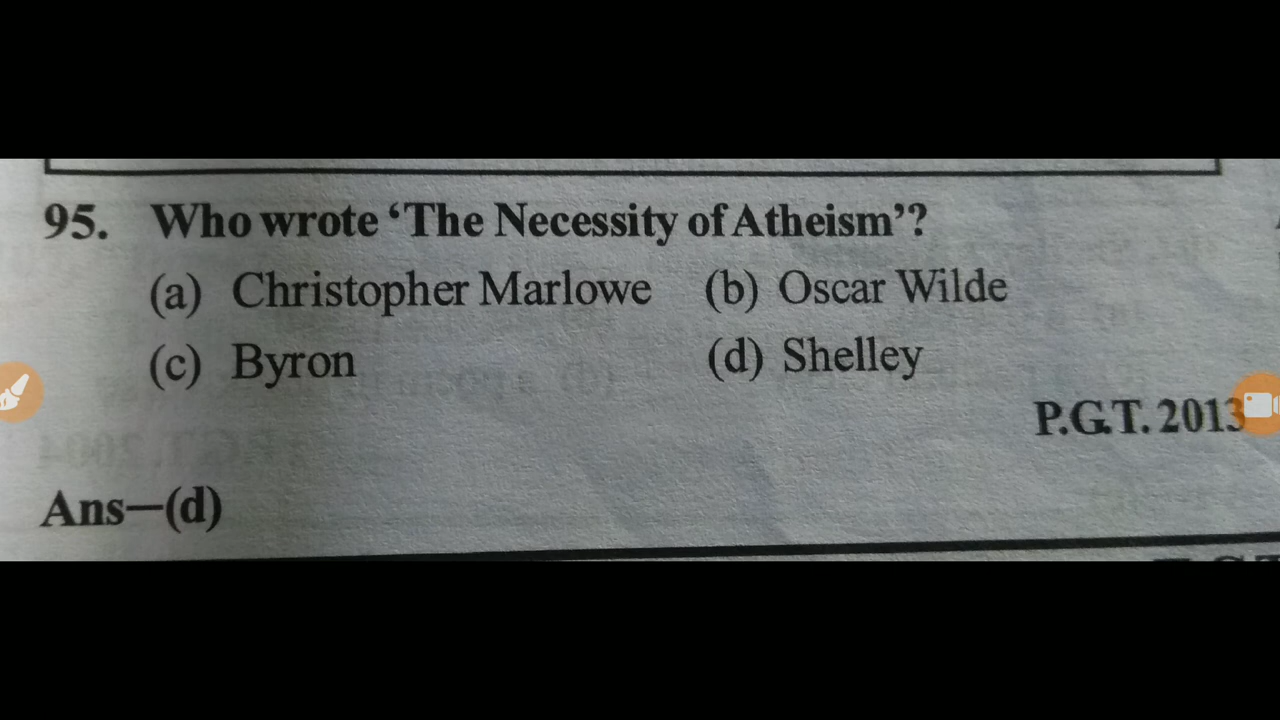 95. Who wrote ‘The Necessity of Atheism’?
(a) Christopher Marlowe (b) Oscar Wilde
(c) Byron (d) Shelley
P.G.T. 2013
Ans—(d)